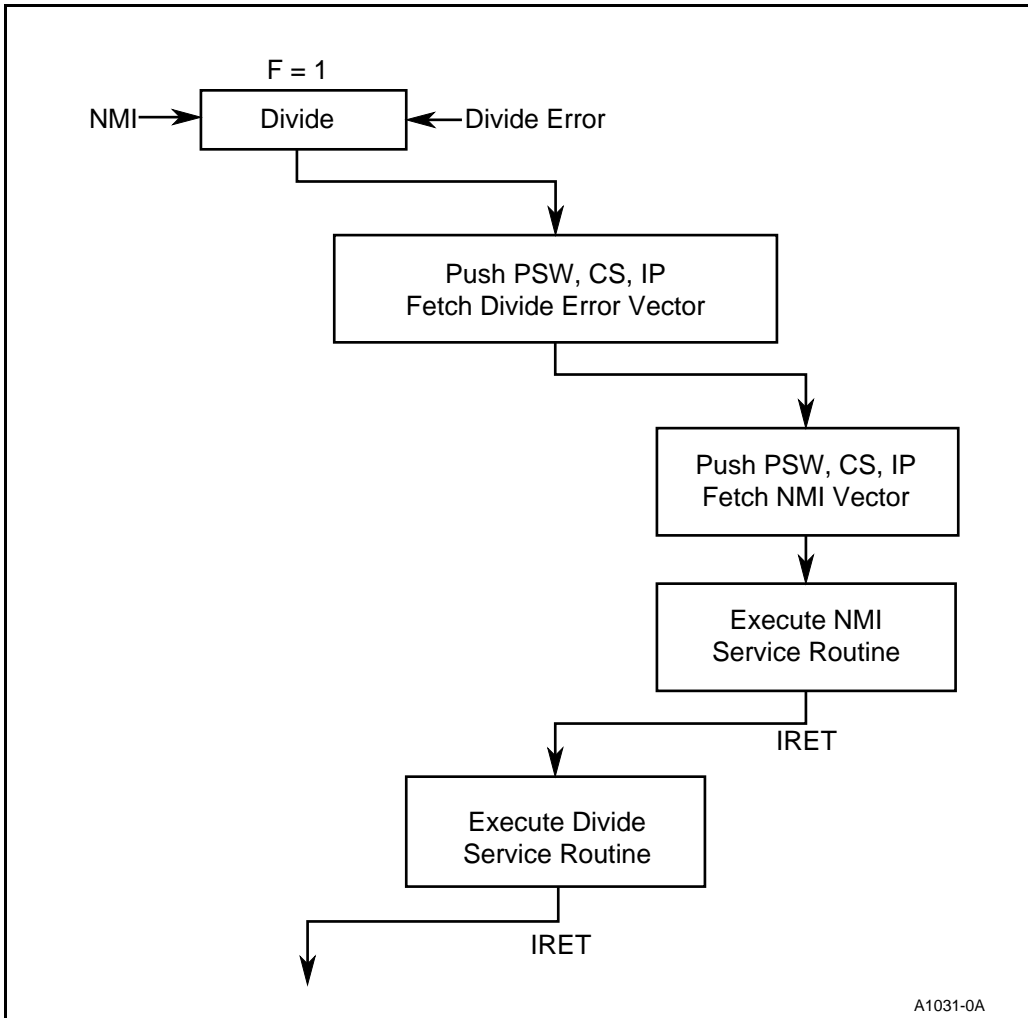 F = 1
NMI
Divide
Divide Error
Push PSW, CS, IP
Fetch Divide Error Vector
Push PSW, CS, IP
Fetch NMI Vector
Execute NMI
Service Routine
IRET
Execute Divide
Service Routine
IRET
A1031-0A